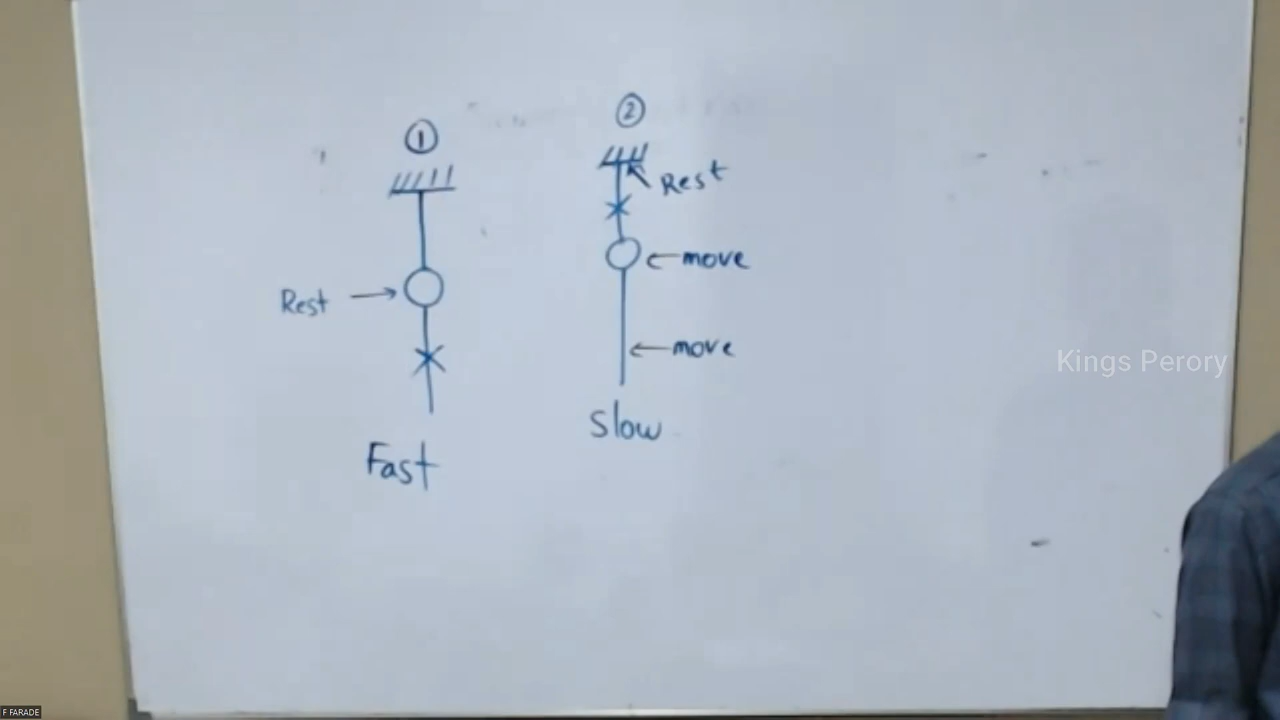 ①
②
Rest
Rest
move
move
Fast
Slow
Kings Perory
F FARADE